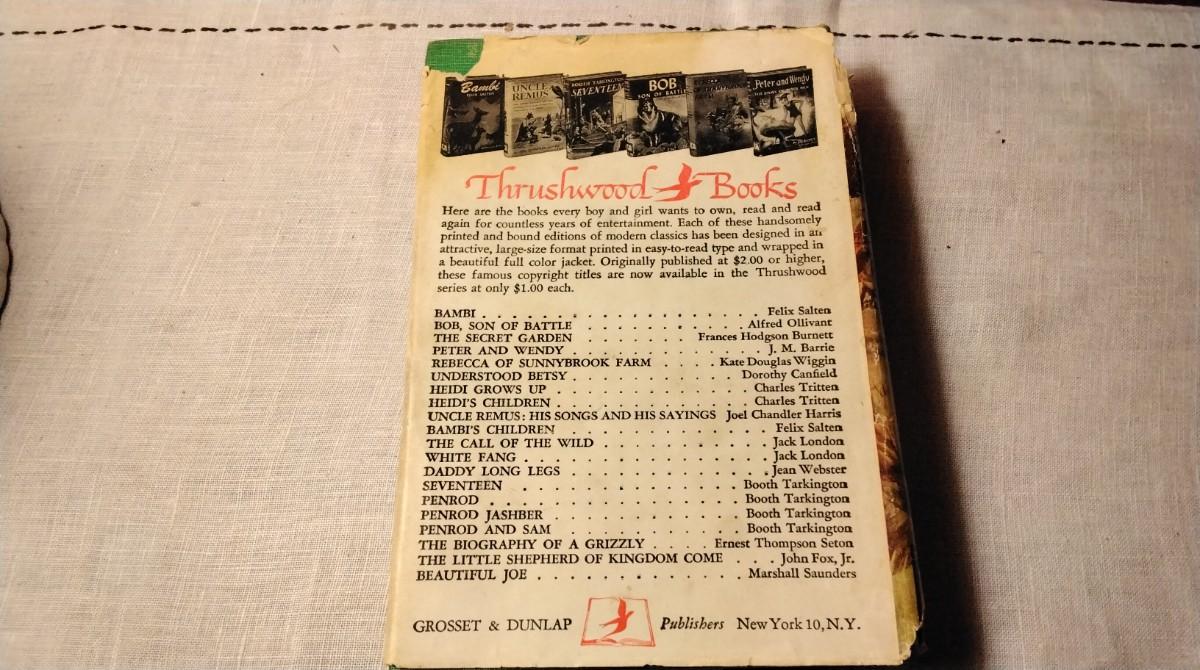 Bambi
UNCLE
REMUS
BOOTH TARKINGTON
SEVENTEEN
BOB
SON OF BATTLE
Peter and Wendy
Thrushwood Books
Here are the books every boy and girl wants to own, read and read
again for countless years of entertainment. Each of these handsomely
printed and bound editions of modern classics has been designed in an
attractive, large-size format printed in easy-to-read type and wrapped in
a beautiful full color jacket. Originally published at $2.00 or higher,
these famous copyright titles are now available in the Thrushwood
series at only $1.00 each.
BAMBI . . . . . . . . . . . . . . . . . . Felix Salten
BOB, SON OF BATTLE . . . . . . . . . . Alfred Ollivant
THE SECRET GARDEN . . . . . . . Frances Hodgson Burnett
PETER AND WENDY . . . . . . . . . . . . J. M. Barrie
REBECCA OF SUNNYBROOK FARM . . . . Kate Douglas Wiggin
UNDERSTOOD BETSY . . . . . . . . . . Dorothy Canfield
HEIDI GROWS UP . . . . . . . . . . . . Charles Tritten
HEIDI'S CHILDREN . . . . . . . . . . . Charles Tritten
UNCLE REMUS: HIS SONGS AND HIS SAYINGS Joel Chandler Harris
BAMBI'S CHILDREN . . . . . . . . . . . . Felix Salten
THE CALL OF THE WILD . . . . . . . . . . Jack London
WHITE FANG . . . . . . . . . . . . . . Jack London
DADDY LONG LEGS . . . . . . . . . . . . Jean Webster
SEVENTEEN . . . . . . . . . . . . Booth Tarkington
PENROD . . . . . . . . . . . . . . Booth Tarkington
PENROD JASHBER . . . . . . . . . . . Booth Tarkington
PENROD AND SAM . . . . . . . . . . . Booth Tarkington
THE BIOGRAPHY OF A GRIZZLY . . . . Ernest Thompson Seton
THE LITTLE SHEPHERD OF KINGDOM COME . . . John Fox, Jr.
BEAUTIFUL JOE . . . . . . . . . . . . . Marshall Saunders
GROSSET & DUNLAP Publishers New York 10, N.Y.